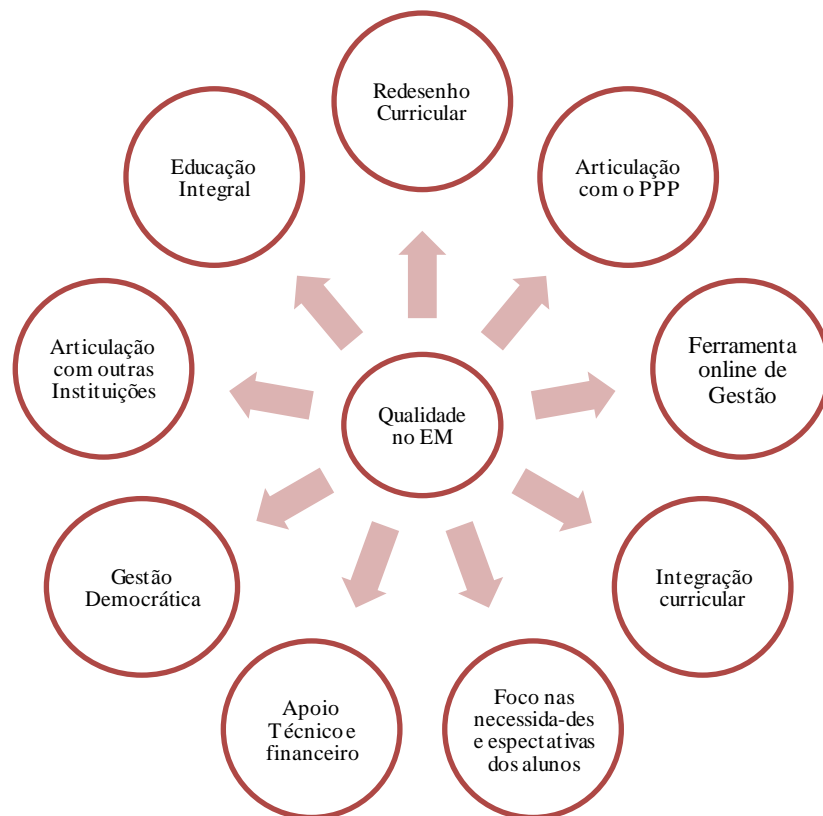 Redesenho
Curricular
Articulação
com o PPP
Ferramenta
online de
Gestão
Integração
curricular
Foco nas
necessida-des
e espectativas
dos alunos
Apoio
Técnico e
financeiro
Gestão
Democrática
Articulação
com outras
Instituições
Educação
Integral
Qualidade
no EM